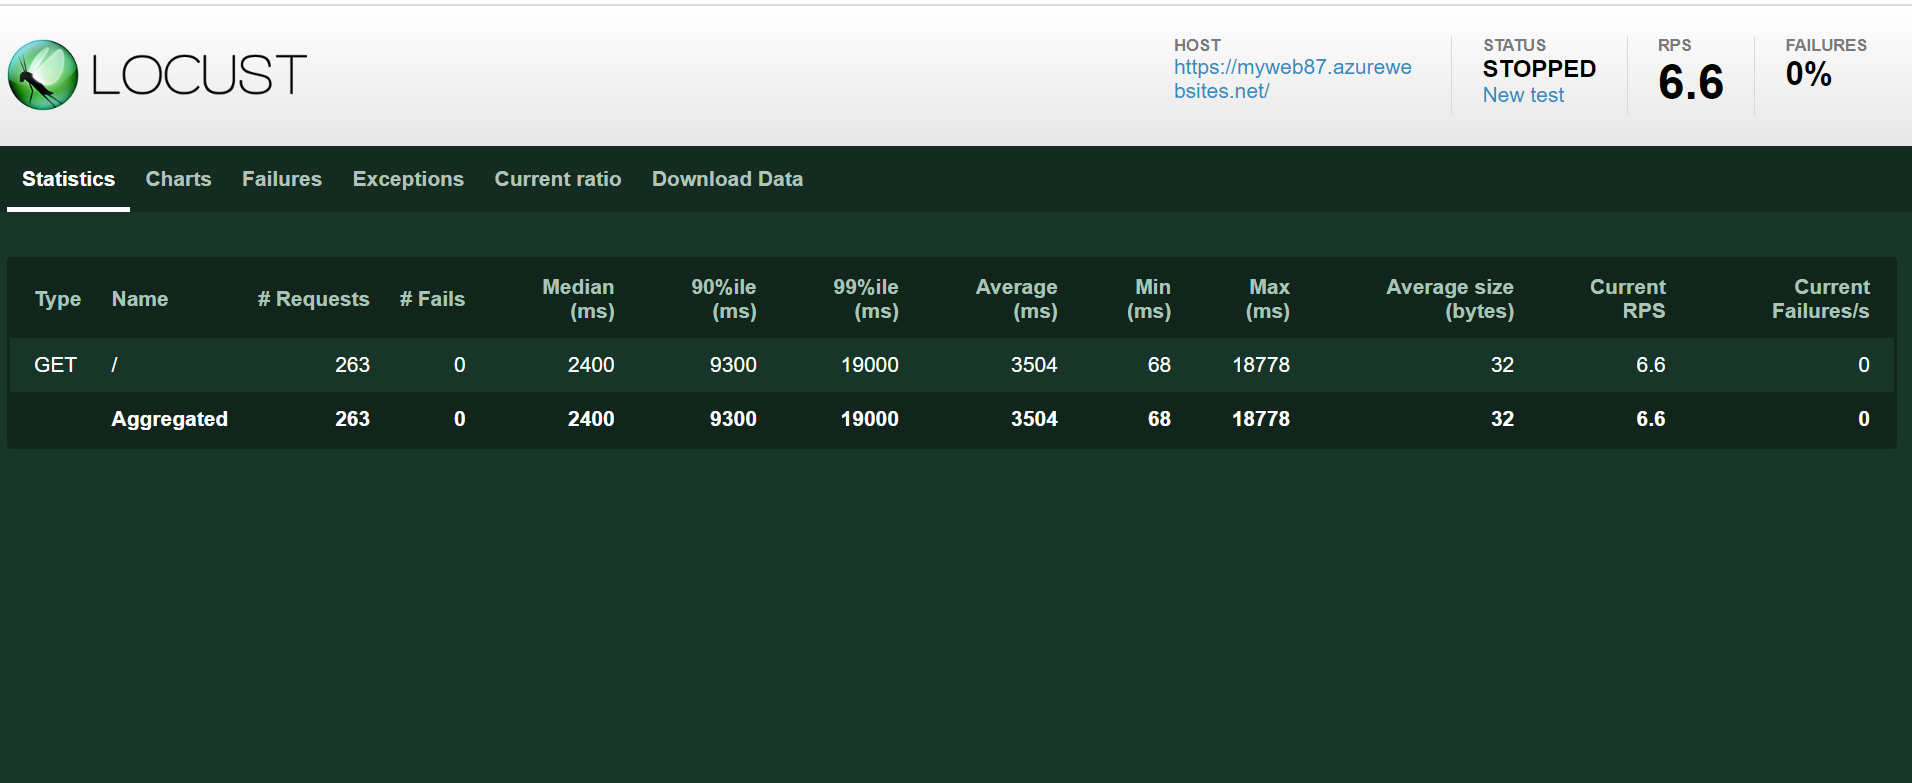 LOCUST
HOST
https://myweb87.azurewe
bsites.net/
STATUS
STOPPED
New test
RPS
6.6
FAILURES
0%
Statistics Charts Failures Exceptions Current ratio Download Data
Type Name # Requests # Fails Median (ms) 90%ile (ms) 99%ile (ms) Average (ms) Min (ms) Max (ms) Average size (bytes) Current RPS Current Failures/s
GET / 263 0 2400 9300 19000 3504 68 18778 32 6.6 0
Aggregated 263 0 2400 9300 19000 3504 68 18778 32 6.6 0